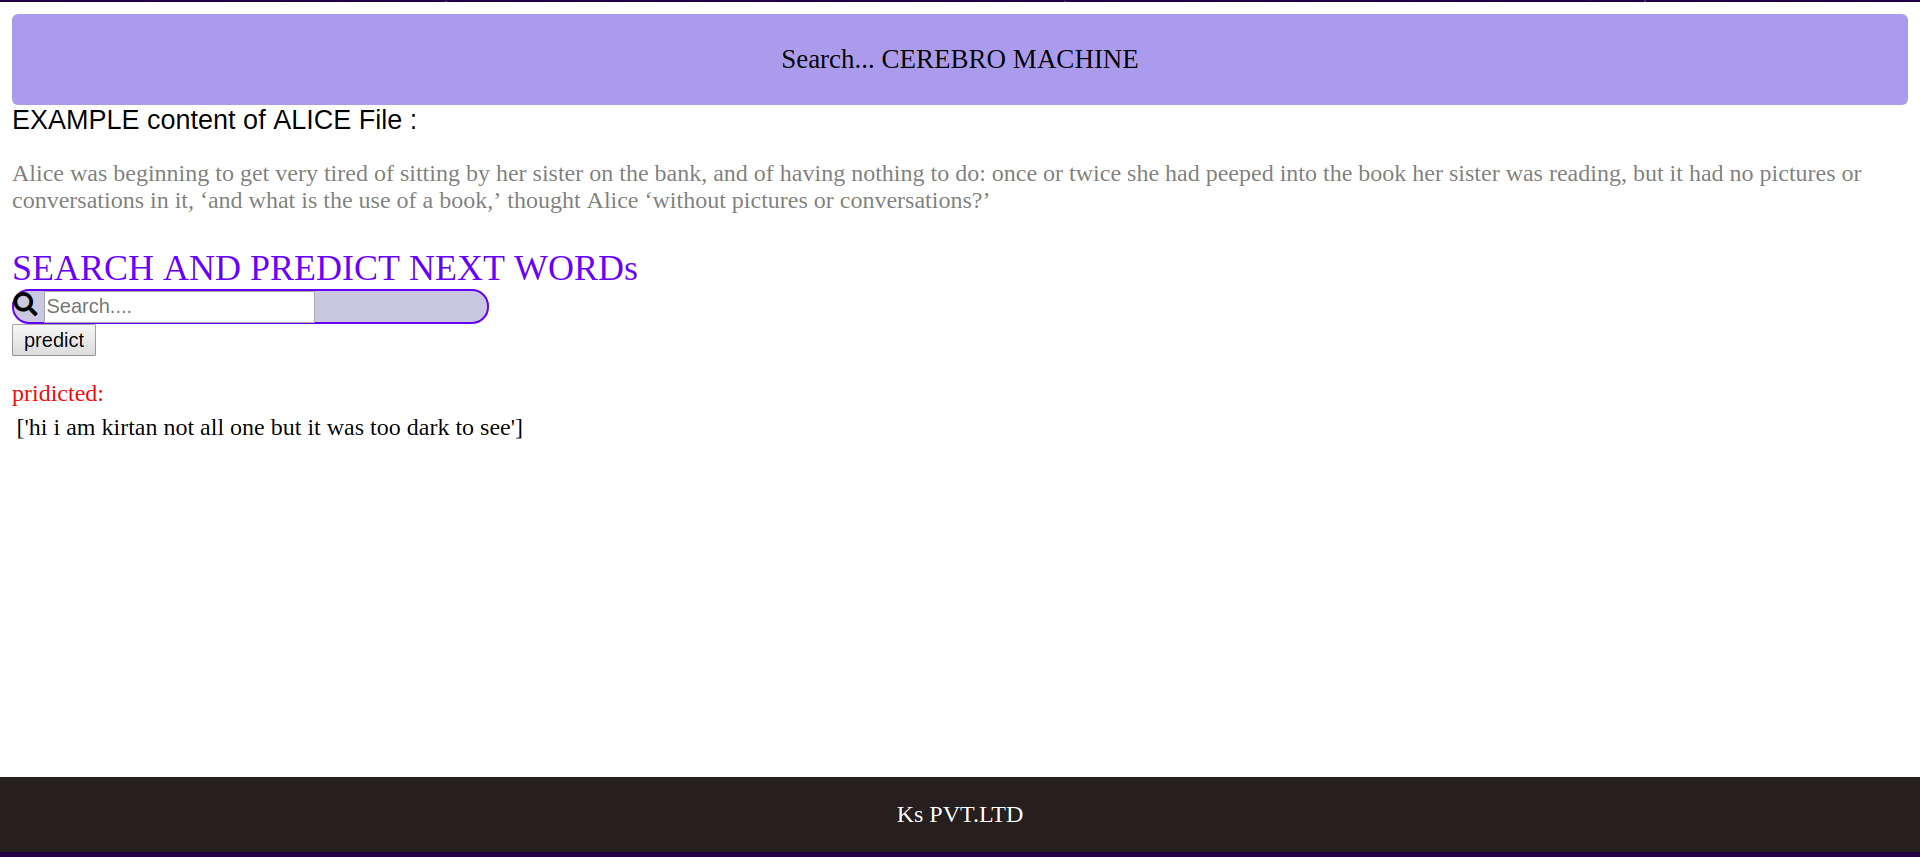 Search... CEREBRO MACHINE
EXAMPLE content of ALICE File :
Alice was beginning to get very tired of sitting by her sister on the bank, and of having nothing to do: once or twice she had peeped into the book her sister was reading, but it had no pictures or
conversations in it, ‘and what is the use of a book,’ thought Alice ‘without pictures or conversations?’
SEARCH AND PREDICT NEXT WORDs
Search....
predict
pridicted:
['hi i am kirtan not all one but it was too dark to see']
Ks PVT.LTD